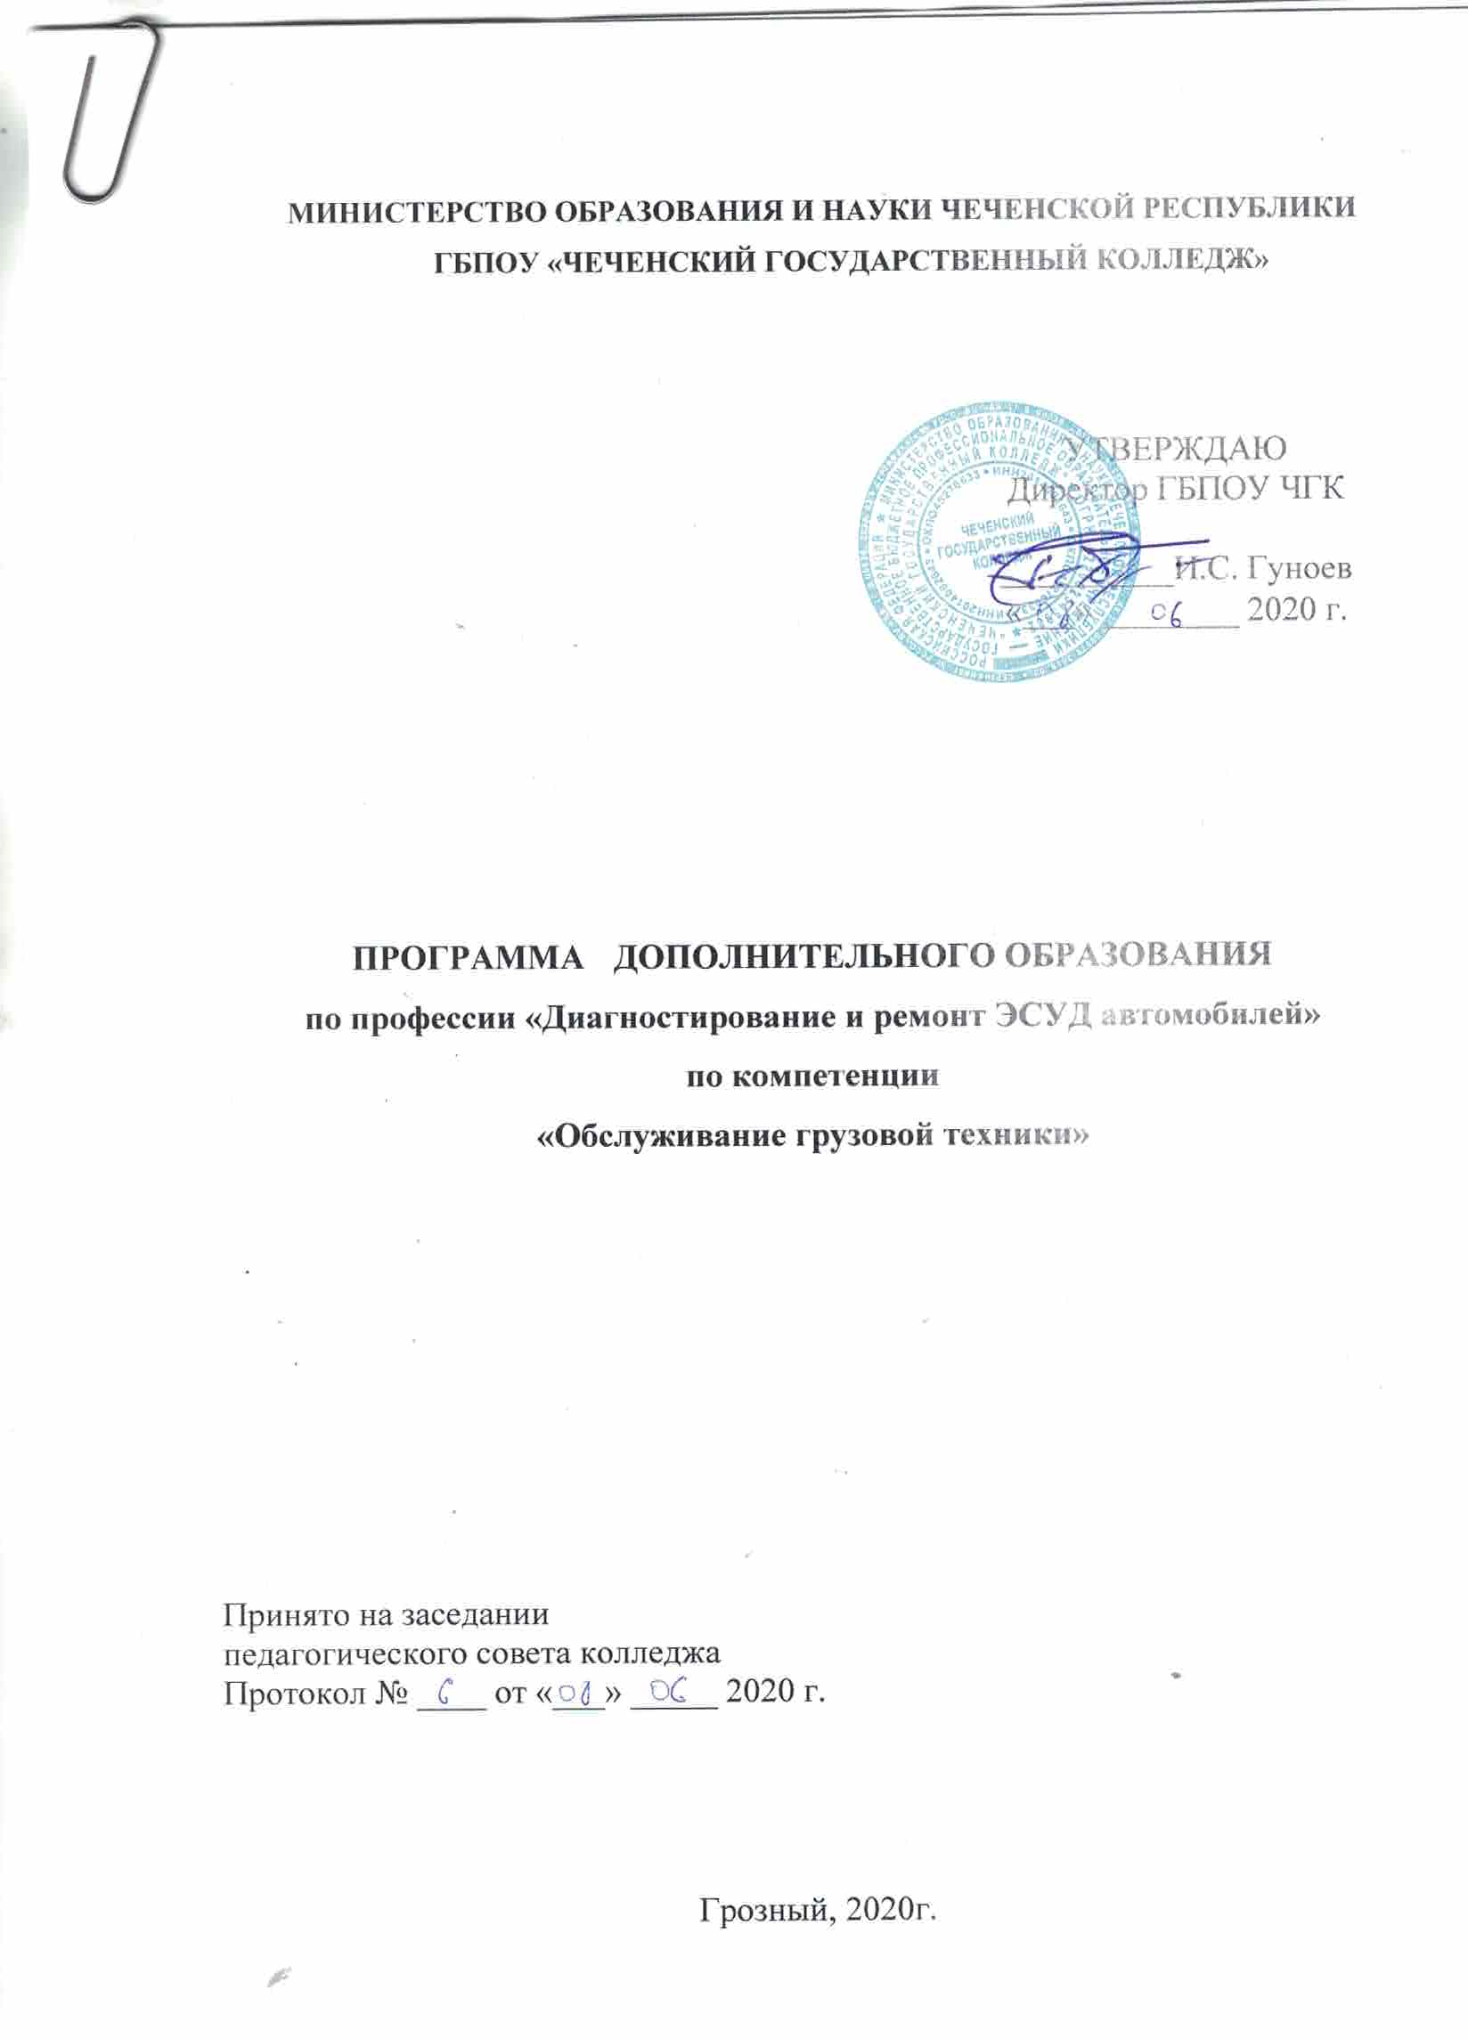 МИНИСТЕРСТВО ОБРАЗОВАНИЯ И НАУКИ ЧЕЧЕНСКОЙ РЕСПУБЛИКИ
ГБПОУ «ЧЕЧЕНСКИЙ ГОСУДАРСТВЕННЫЙ КОЛЛЕДЖ»
УТВЕРЖДАЮ
Директор ГБПОУ ЧГК
И.С. Гуноев
06 2020 г.
ЧЕЧЕНСКИЙ
ГОСУДАРСТВЕННЫЙ
ПРОГРАММА ДОПОЛНИТЕЛЬНОГО ОБРАЗОВАНИЯ
по профессии «Диагностирование и ремонт ЭСУД автомобилей»
по компетенции
«Обслуживание грузовой техники»
Принято на заседании
педагогического совета колледжа
Протокол № 6 от «01» 06 2020 г.
Грозный, 2020г.